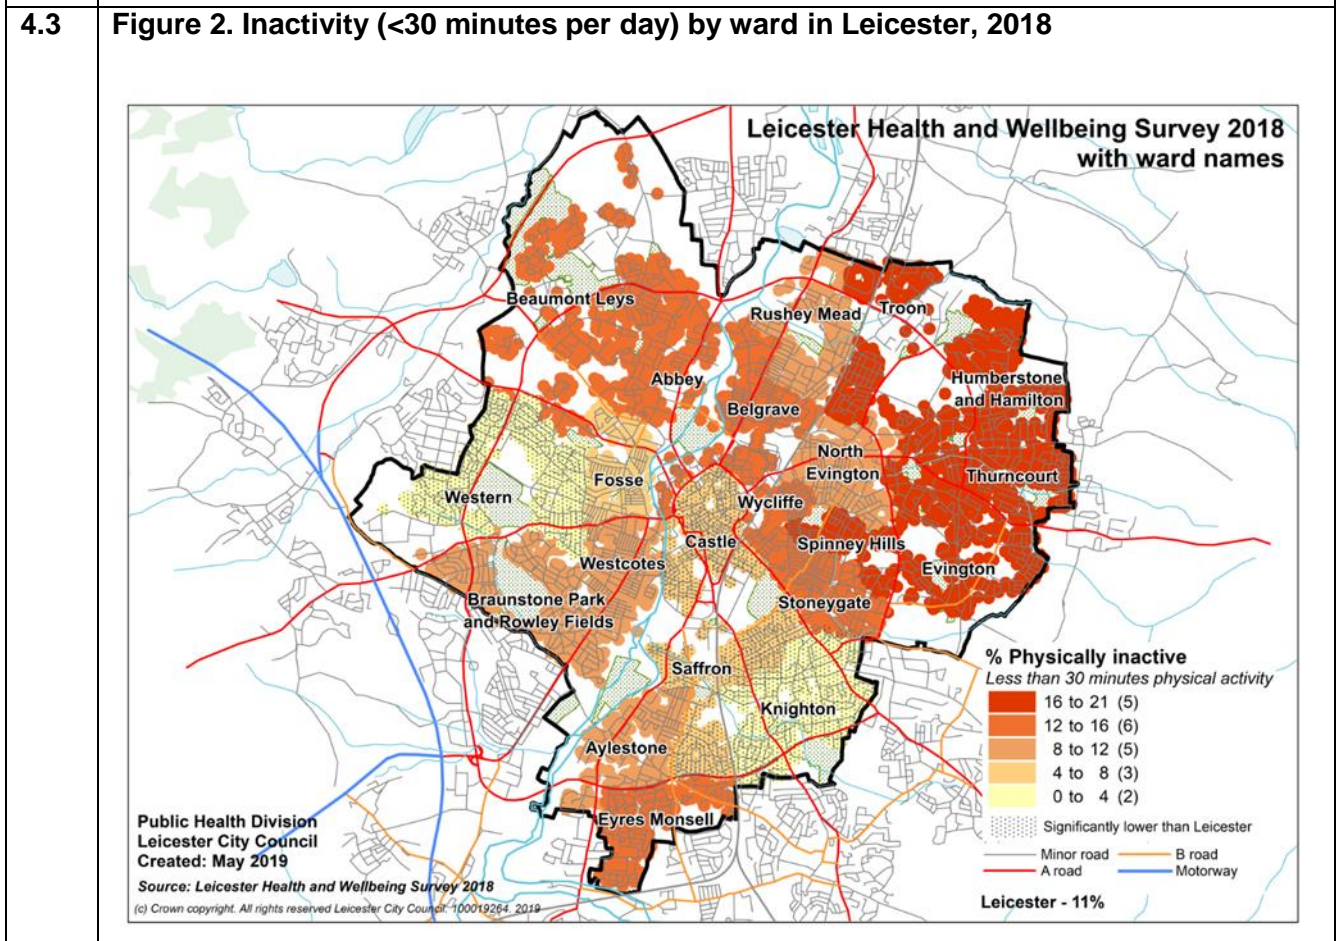 4.3
Figure 2. Inactivity (<30 minutes per day) by ward in Leicester, 2018
Leicester Health and Wellbeing Survey 2018
with ward names
Beaumont Leys
Rushey Mead
Troon
Abbey
Humberstone
and Hamilton
Belgrave
North
Evington
Fosse
Thurncourt
Western
Wycliffe
Castle
Spinney Hills
Westcotes
Evington
Braunstone Park
and Rowley Fields
Stoneygate
Saffron
Knighton
Aylestone
Eyres Monsell
% Physically inactive
Less than 30 minutes physical activity
16 to 21 (5)
12 to 16 (6)
8 to 12 (5)
4 to 8 (3)
0 to 4 (2)
Significantly lower than Leicester
Minor road
B road
A road
Motorway
Leicester - 11%
Public Health Division
Leicester City Council
Created: May 2019
Source: Leicester Health and Wellbeing Survey 2018
(c) Crown copyright. All rights reserved Leicester City Council. 100019264. 2019